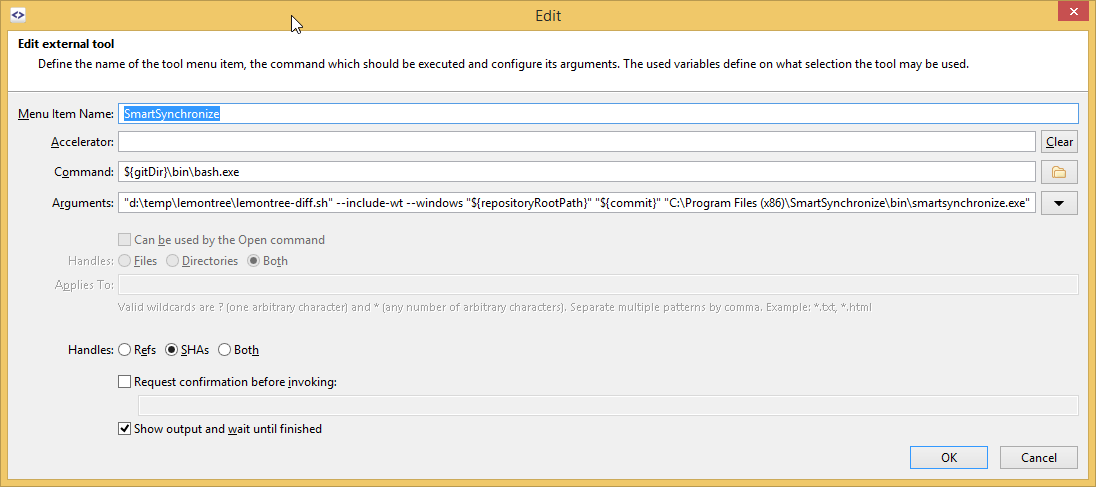 Edit
Edit external tool
Define the name of the tool menu item, the command which should be executed and configure its arguments. The used variables define on what selection the tool may be used.
Menu Item Name: SmartSynchronize
Accelerator: Clear
Command: ${gitDir}\bin\bash.exe
Arguments: "d:\temp\lemontree\lemontree-diff.sh" --include-wt --windows "${repositoryRootPath}" "${commit}" "C:\Program Files (x86)\SmartSynchronize\bin\smartsynchronize.exe"
Can be used by the Open command
Handles: Files Directories Both
Applies To:
Valid wildcards are ? (one arbitrary character) and * (any number of arbitrary characters). Separate multiple patterns by comma. Example: *.txt, *.html
Handles: Refs SHAs Both
Request confirmation before invoking:
Show output and wait until finished
OK Cancel